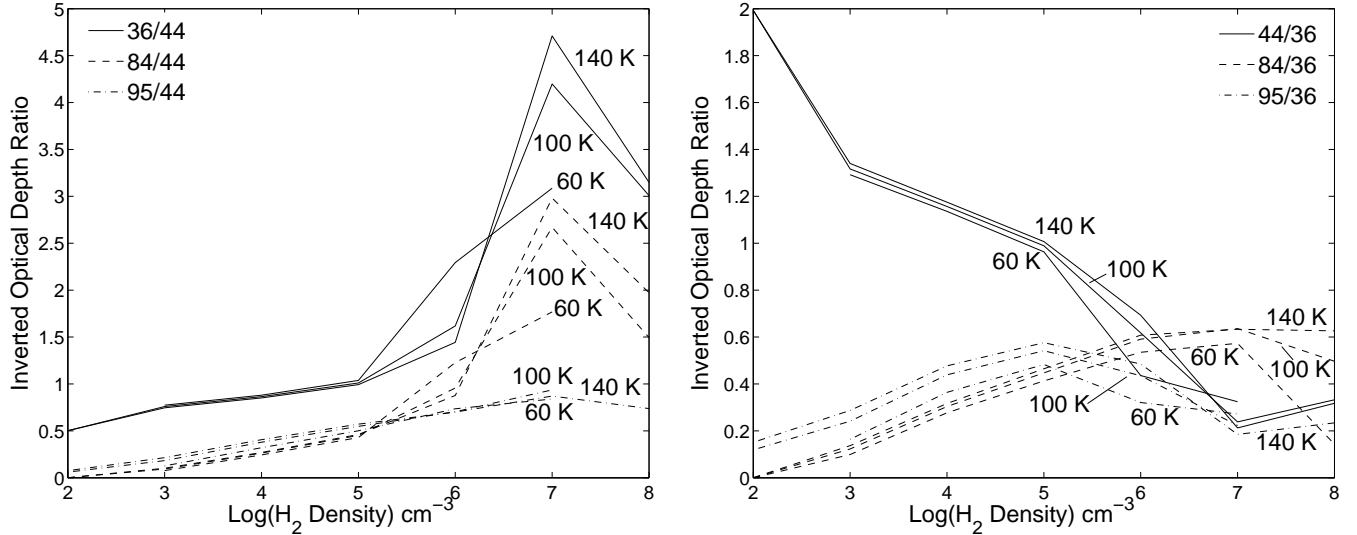 36/44
84/44
95/44
140 K
100 K
60 K
140 K
100 K
60 K
100 K
140 K
60 K
Inverted Optical Depth Ratio
0
0.5
1
1.5
2
2.5
3
3.5
4
4.5
5
2 3 4 5 6 7 8
Log(H₂ Density) cm⁻³
44/36
84/36
95/36
140 K
60 K
100 K
140 K
60 K
100 K
100 K
60 K
140 K
Inverted Optical Depth Ratio
0
0.2
0.4
0.6
0.8
1
1.2
1.4
1.6
1.8
2
2 3 4 5 6 7 8
Log(H₂ Density) cm⁻³